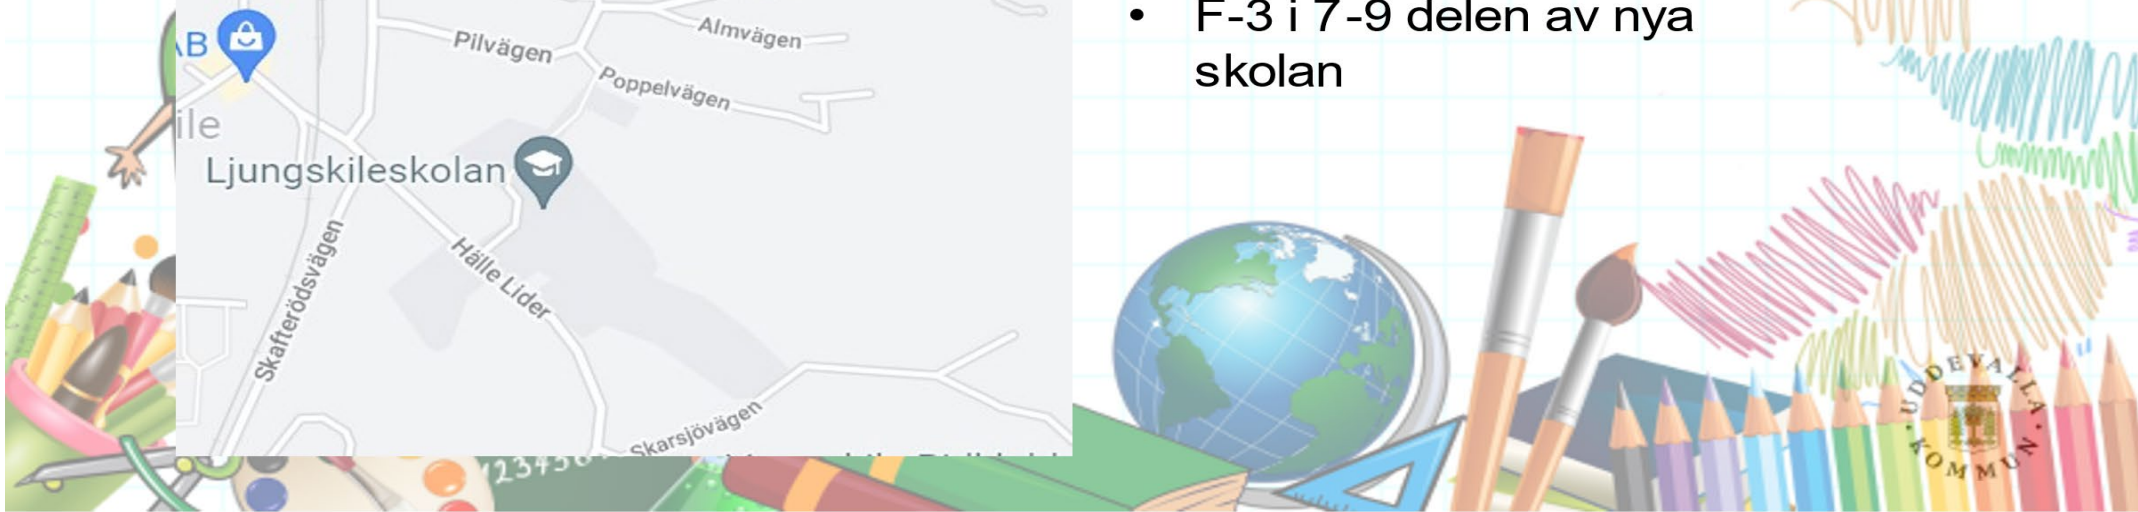 • F-3 i 7-9 delen av nya
skolan
Almvägen
Pilvägen
Poppelvägen
Ljungskileskolan
Hälle Lider
Skafterödsvägen
Skarsjövägen
UDDEVALLA
KOMMUN